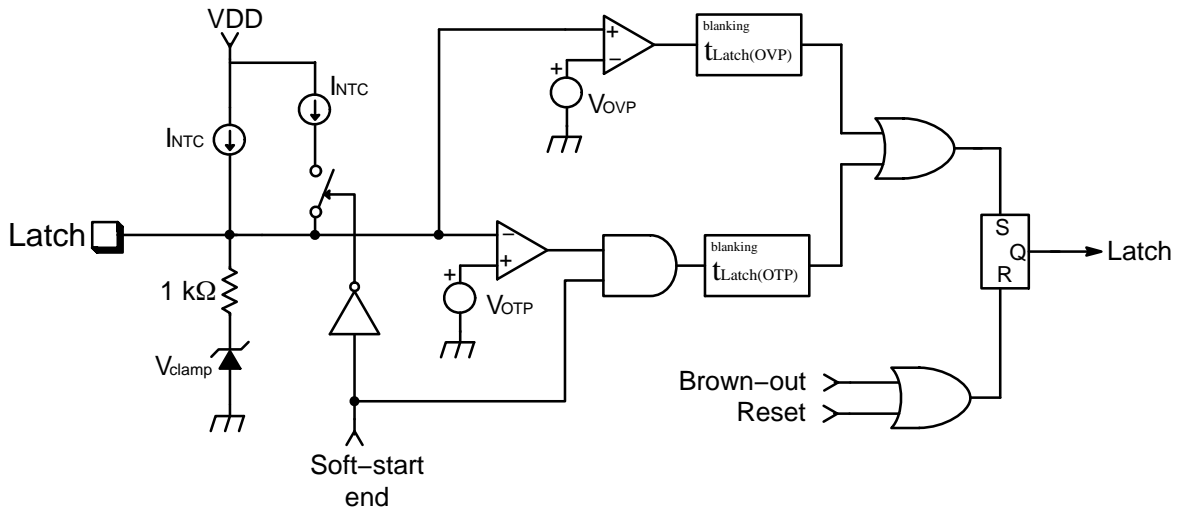 VDD
INTC
INTC
+
−
+
VOVP
blanking
tLatch(OVP)
Latch
1 kΩ
Vclamp
−
+
+
VOTP
blanking
tLatch(OTP)
S
Q
R
Latch
Brown−out
Reset
Soft−start
end